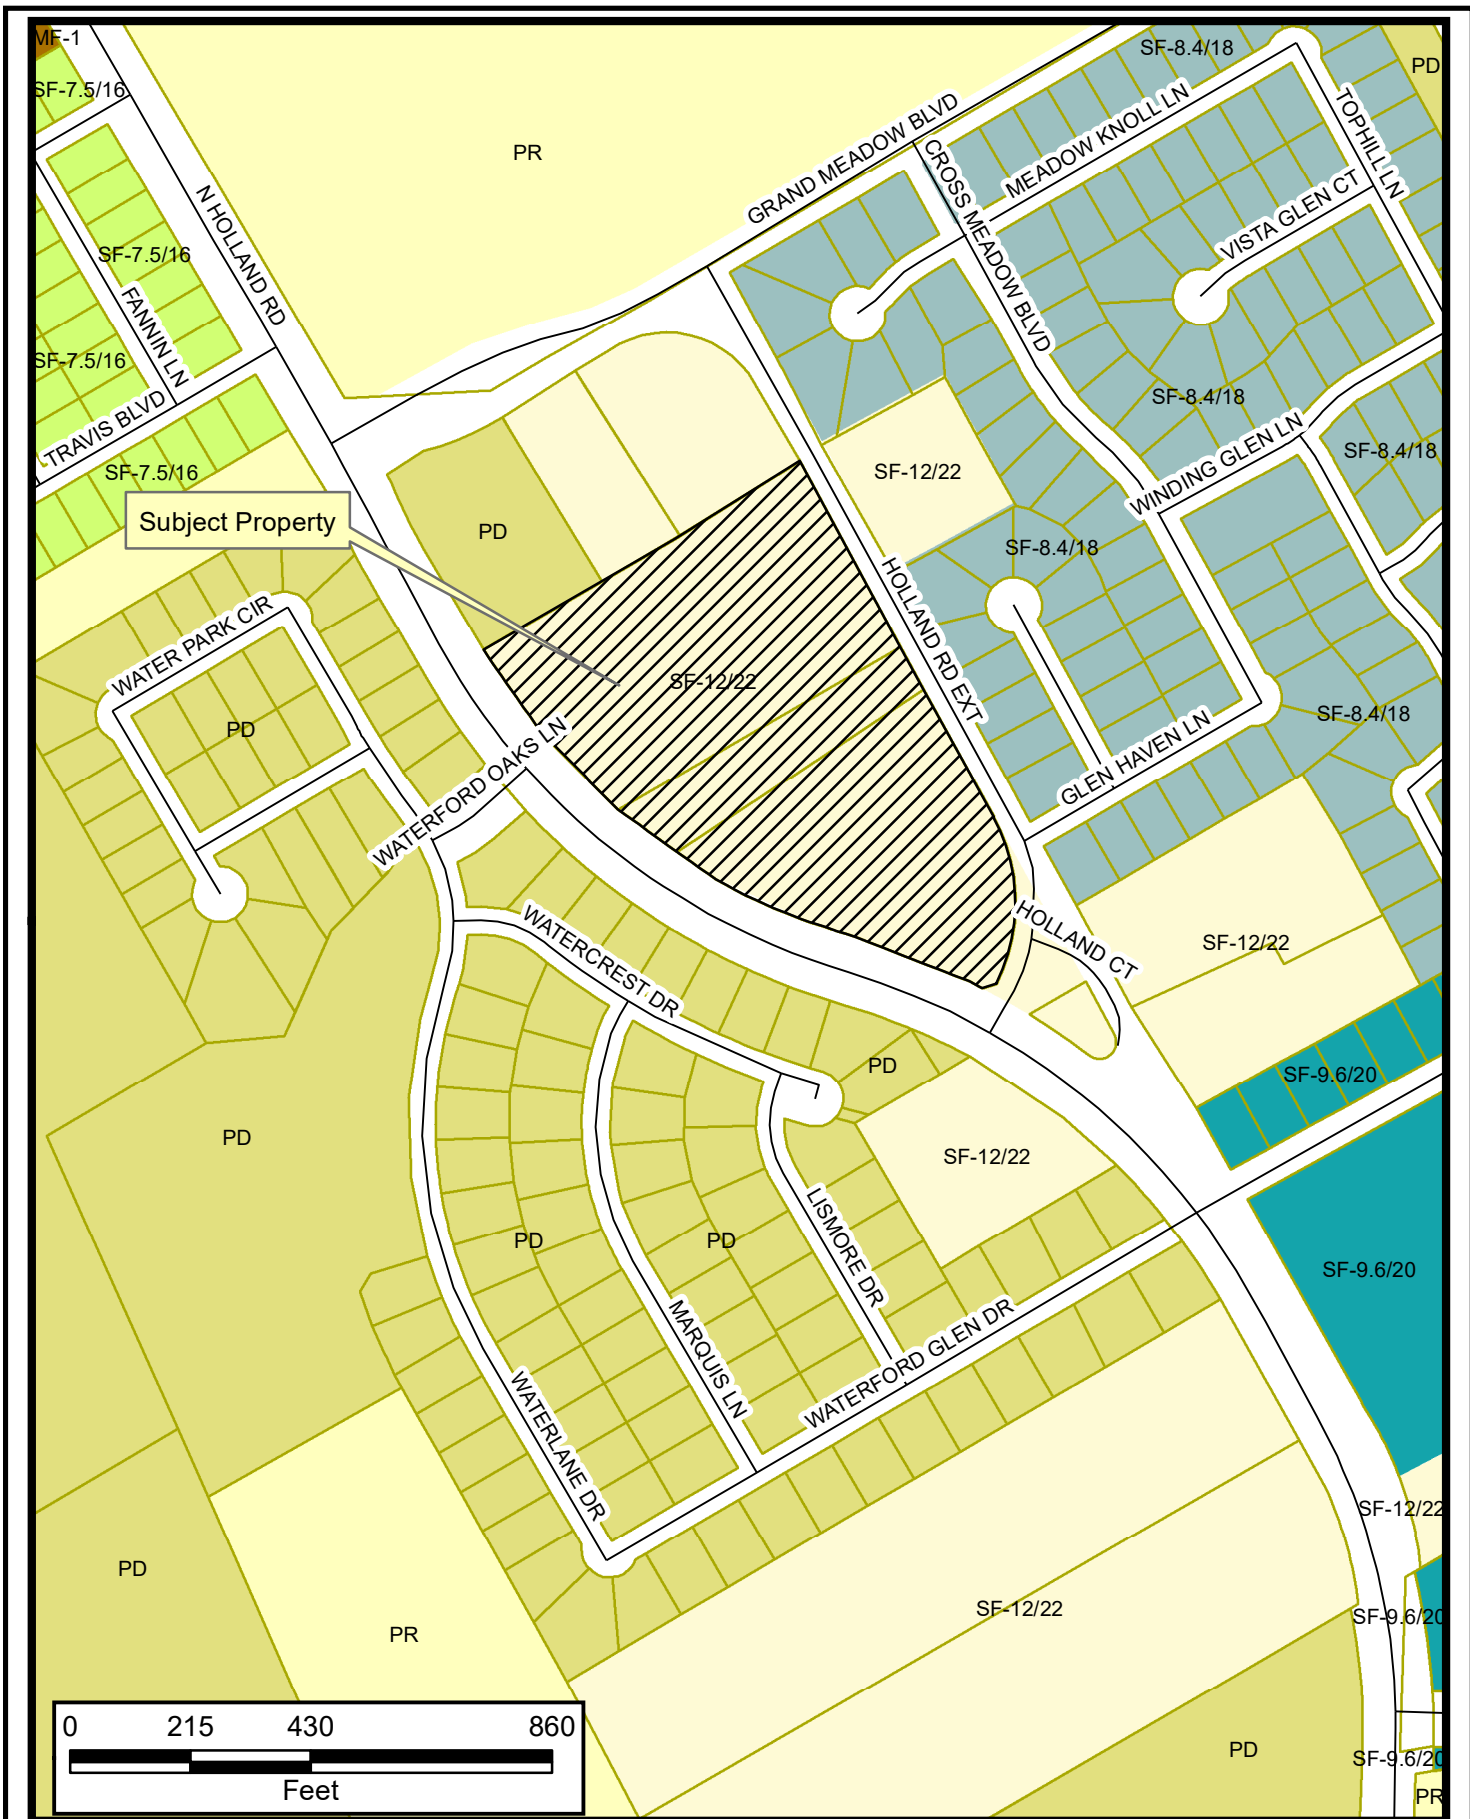 MF-1
SF-8.4/18
PD
SF-7.5/16
GRAND MEADOW BLVD
MEADOW KNOLL LN
TOPHILL LN
PR
N HOLLAND RD
CROSS MEADOW BLVD
VISTA GLEN CT
SF-7.5/16
FANNIN LN
SF-7.5/16
TRAVIS BLVD
SF-8.4/18
WINDING GLEN LN
SF-8.4/18
SF-7.5/16
SF-12/22
Subject Property
PD
SF-8.4/18
HOLLAND RD EXT
WATER PARK CIR
SF-12/22
PD
SF-8.4/18
WATERFORD OAKS LN
GLEN HAVEN LN
WATERCREST DR
HOLLAND CT
SF-12/22
PD
SF-9.6/20
PD
SF-12/22
LISMORE DR
PD
PD
SF-9.6/20
MARQUIS LN
WATERFORD GLEN DR
WATERLANE DR
SF-12/22
PD
SF-12/22
SF-9.6/20
PR
0 215 430 860
Feet
PD
SF-9.6/20
PR